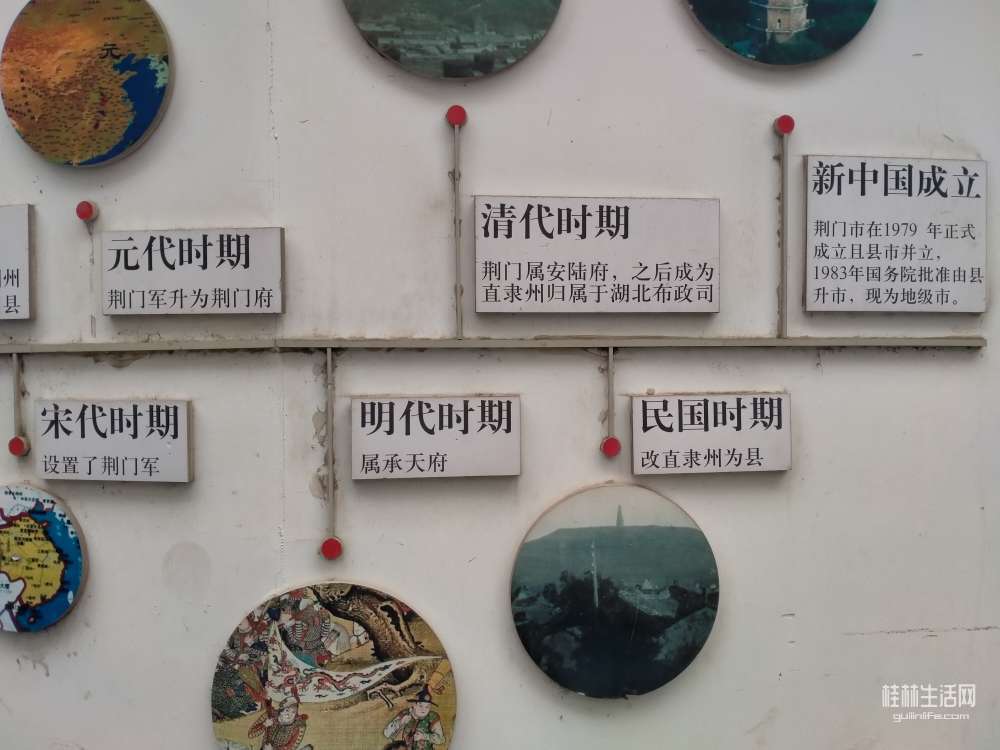 元
州
县
元代时期
荆门军升为荆门府
清代时期
荆门属安陆府，之后成为
直隶州归属于湖北布政司
新中国成立
荆门市在1979 年正式
成立且县市并立，
1983年国务院批准由县
升市，现为地级市。
宋代时期
设置了荆门军
明代时期
属承天府
民国时期
改直隶州为县
桂林生活网
guilinlife.com